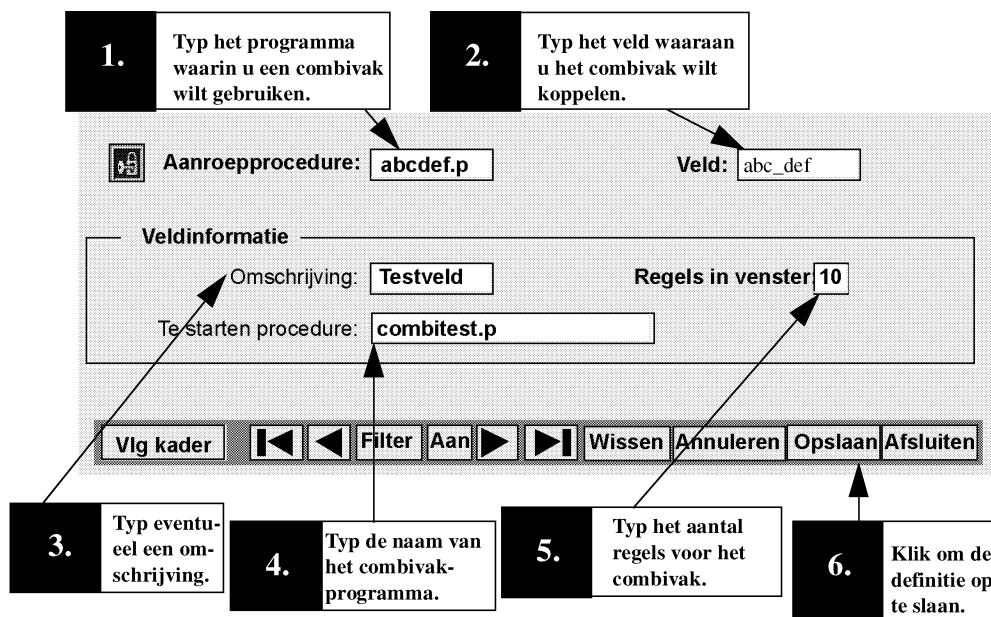 1.
Typ het programma
waarin u een combivak
wilt gebruiken.
2.
Typ het veld waaraan
u het combivak wilt
koppelen.
Aanroepprocedure: abcdef.p Veld: abc_def
Veldinformatie
Omschrijving: Testveld Regels in venster: 10
Te starten procedure: combitest.p
Vlg kader Filter Aan Wissen Annuleren Opslaan Afsluiten
3.
Typ eventu-
eel een om-
schrijving.
4.
Typ de naam van
het combivak-
programma.
5.
Typ het aantal
regels voor het
combivak.
6.
Klik om de
definitie op
te slaan.